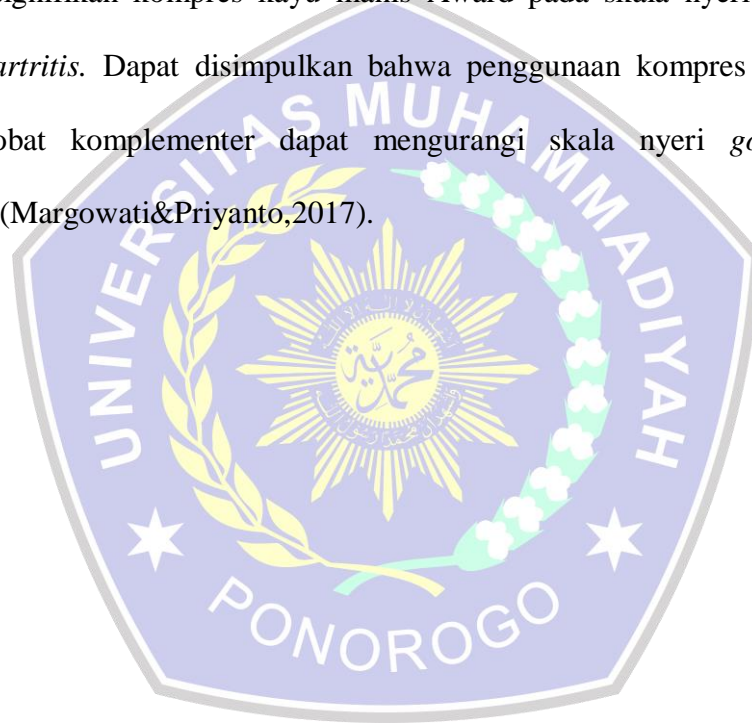 signifikan kompres kayu manis Award pada skala nyeri
artritis. Dapat disimpulkan bahwa penggunaan kompres
obat komplementer dapat mengurangi skala nyeri go
(Margowati&Priyanto,2017).
UNIVERSITAS MUHAMMADIYAH
محمدية
PONOROGO